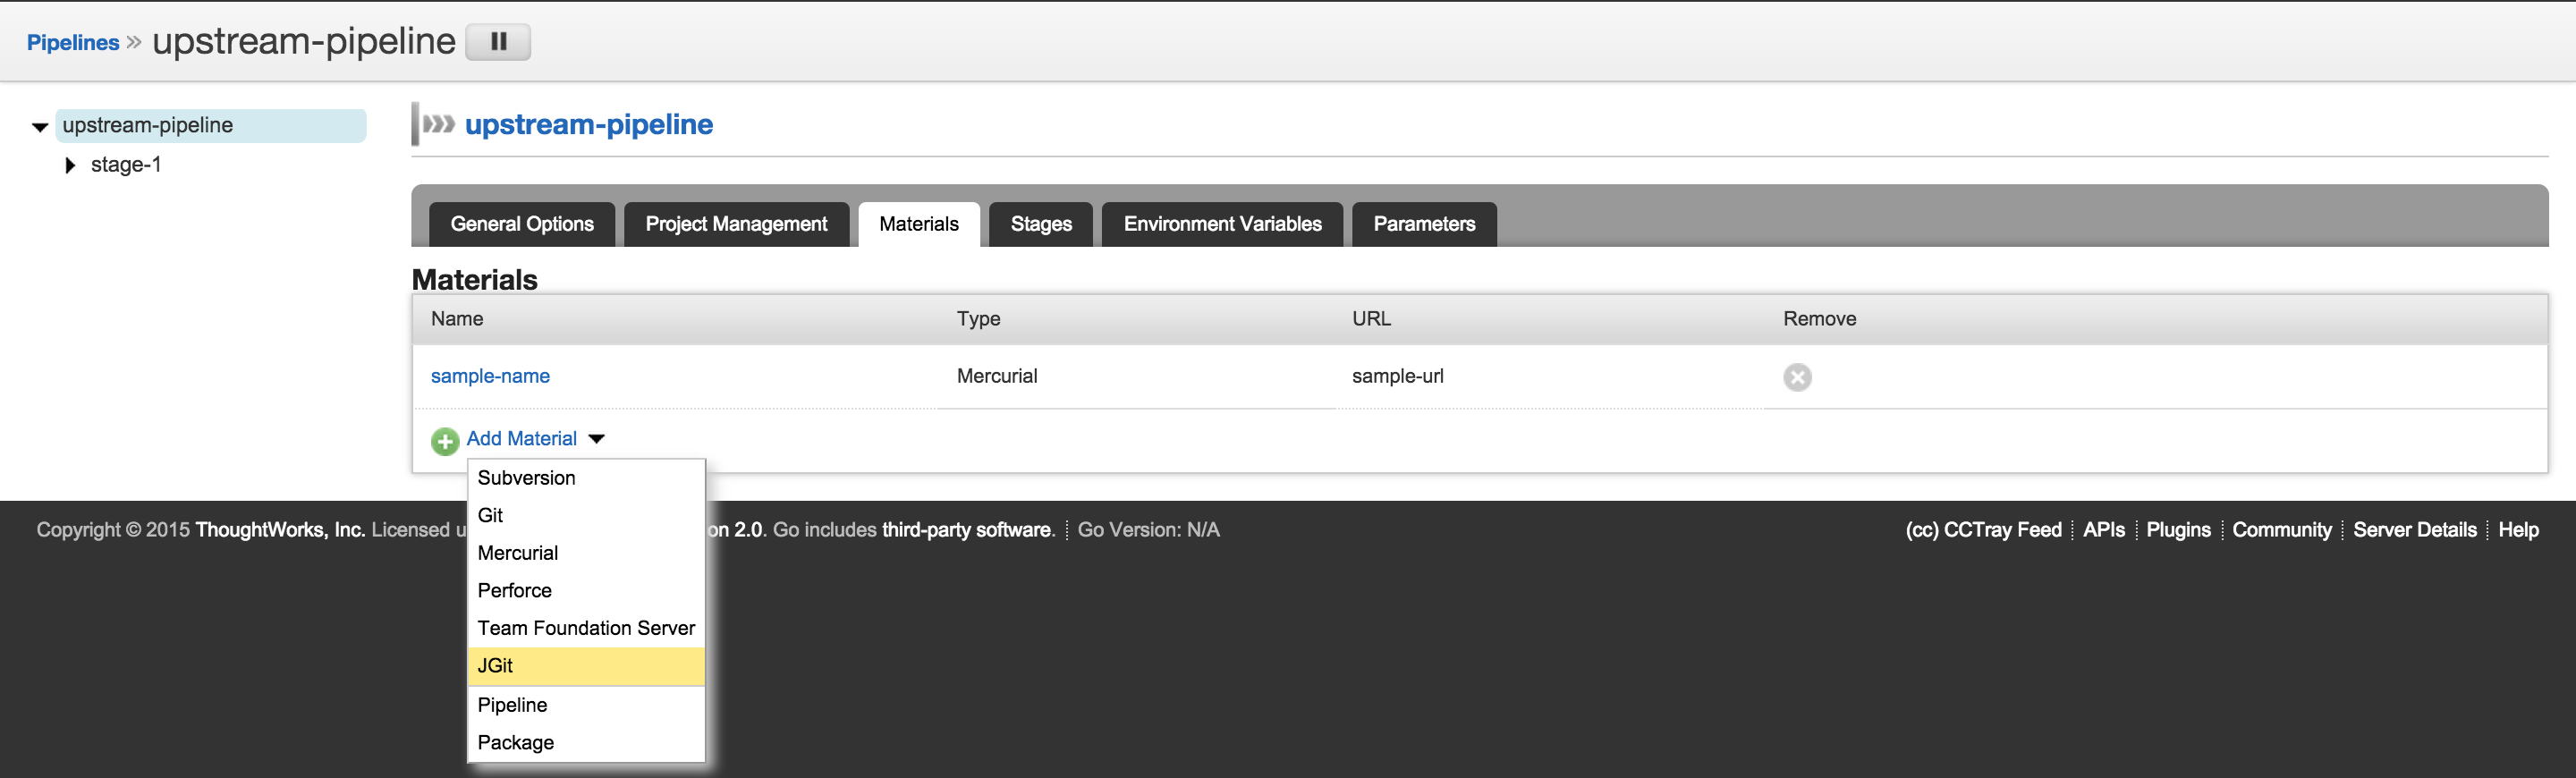 Pipelines » upstream-pipeline
upstream-pipeline
stage-1
upstream-pipeline
General Options Project Management Materials Stages Environment Variables Parameters
Materials
Name Type URL Remove
sample-name Mercurial sample-url
Add Material
Subversion
Git
Mercurial
Perforce
Team Foundation Server
JGit
Pipeline
Package
Copyright © 2015 ThoughtWorks, Inc. Licensed 2.0. Go includes third-party software. Go Version: N/A
(cc) CCTray Feed APIs Plugins Community Server Details Help